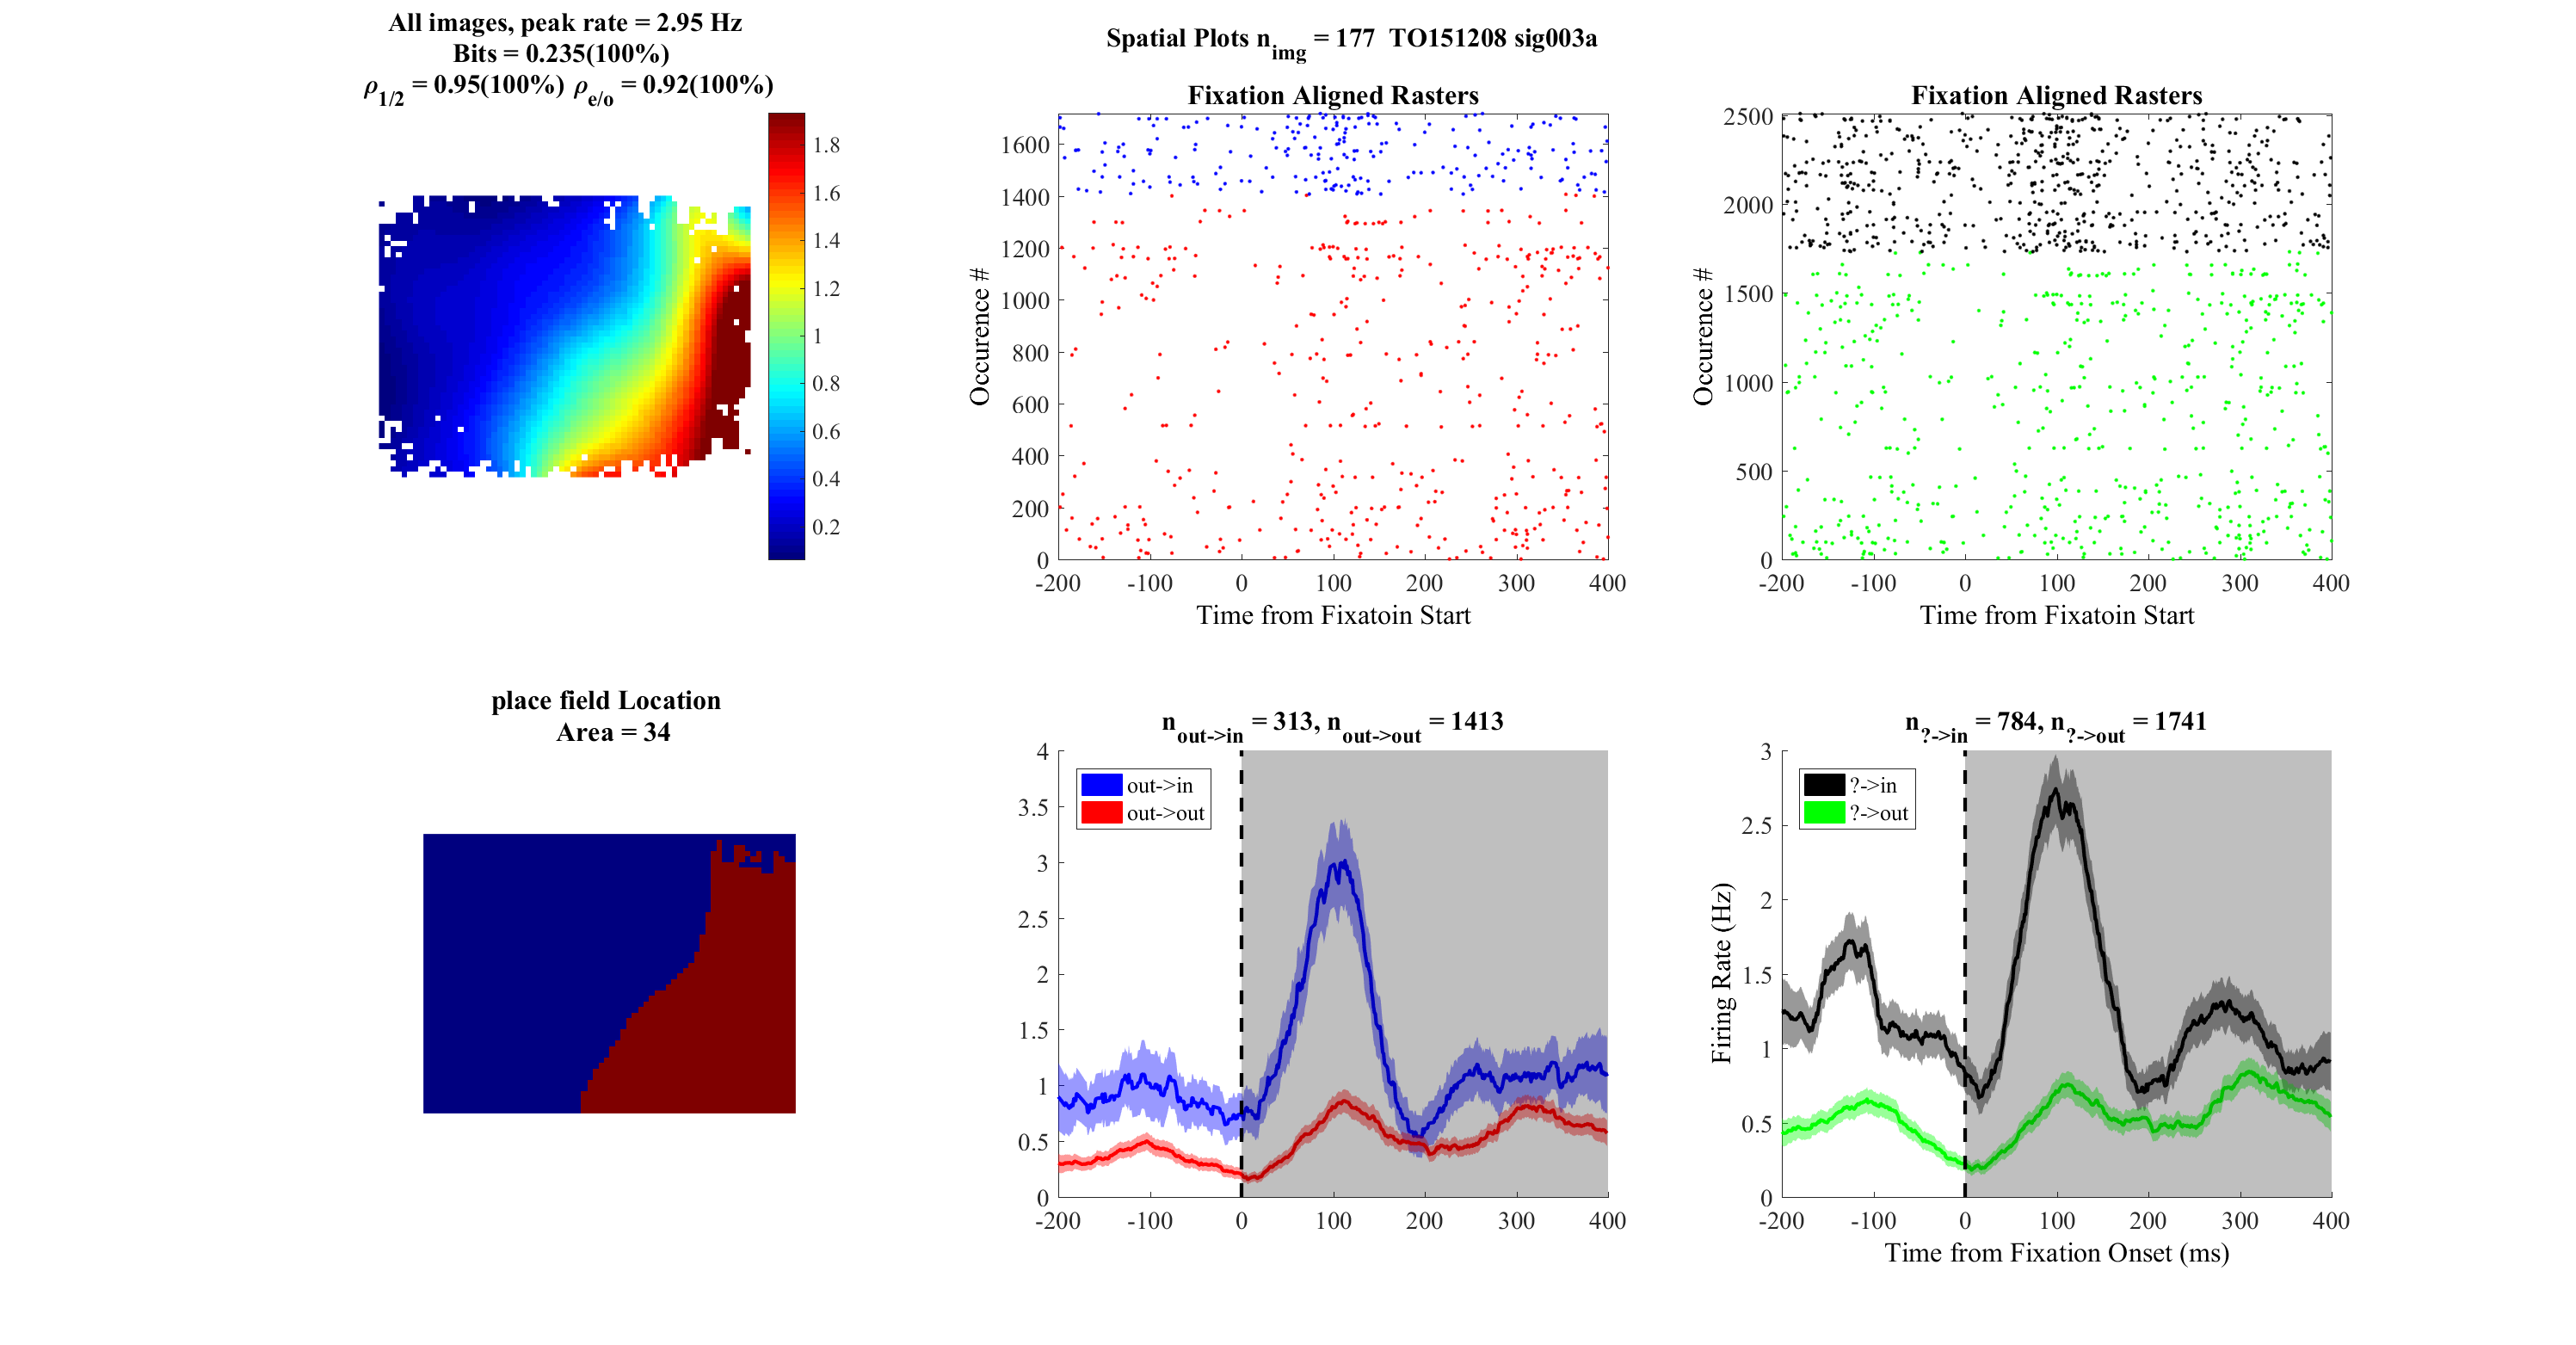 All images, peak rate = 2.95 Hz
Bits = 0.235(100%)
ρ1/2 = 0.95(100%) ρe/o = 0.92(100%)
1.8
1.6
1.4
1.2
1
0.8
0.6
0.4
0.2
Spatial Plots nimg = 177 TO151208 sig003a
Fixation Aligned Rasters
Occurence #
1600
1400
1200
1000
800
600
400
200
0
-200 -100 0 100 200 300 400
Time from Fixatoin Start
Fixation Aligned Rasters
Occurence #
2500
2000
1500
1000
500
0
-200 -100 0 100 200 300 400
Time from Fixatoin Start
place field Location
Area = 34
nout->in = 313, nout->out = 1413
out->in
out->out
4
3.5
3
2.5
2
1.5
1
0.5
0
-200 -100 0 100 200 300 400
n?->in = 784, n?->out = 1741
?->in
?->out
Firing Rate (Hz)
3
2.5
2
1.5
1
0.5
0
-200 -100 0 100 200 300 400
Time from Fixation Onset (ms)